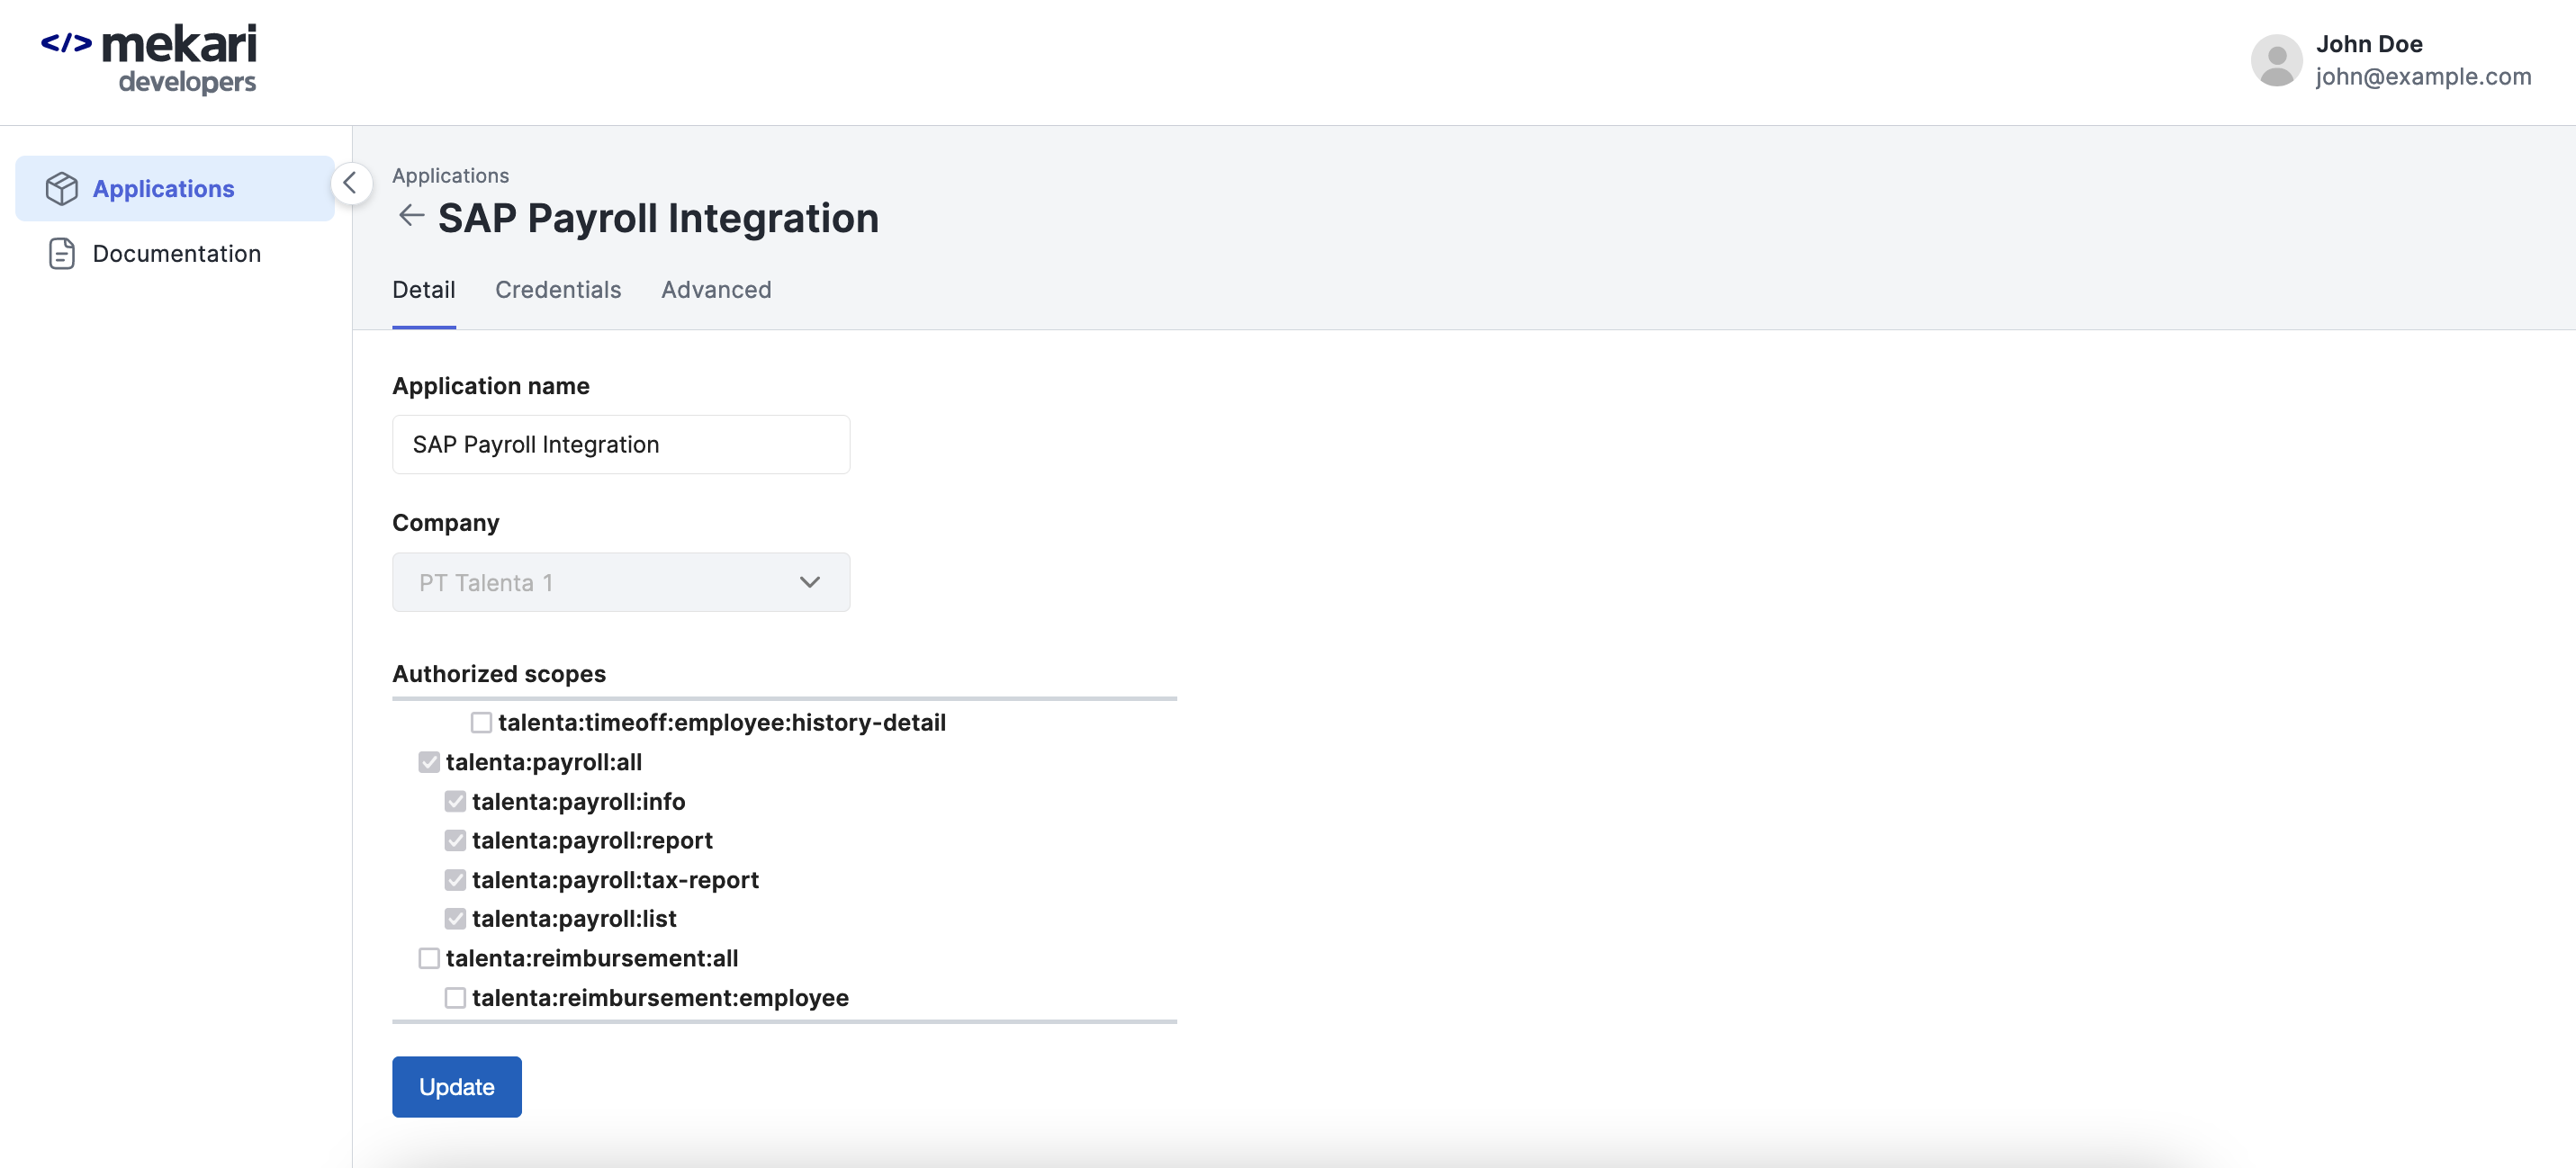 </> mekari
developers
John Doe
john@example.com
Applications
Documentation
Applications
SAP Payroll Integration
Detail Credentials Advanced
Application name
SAP Payroll Integration
Company
PT Talenta 1
Authorized scopes
talenta:timeoff:employee:history-detail
talenta:payroll:all
talenta:payroll:info
talenta:payroll:report
talenta:payroll:tax-report
talenta:payroll:list
talenta:reimbursement:all
talenta:reimbursement:employee
Update